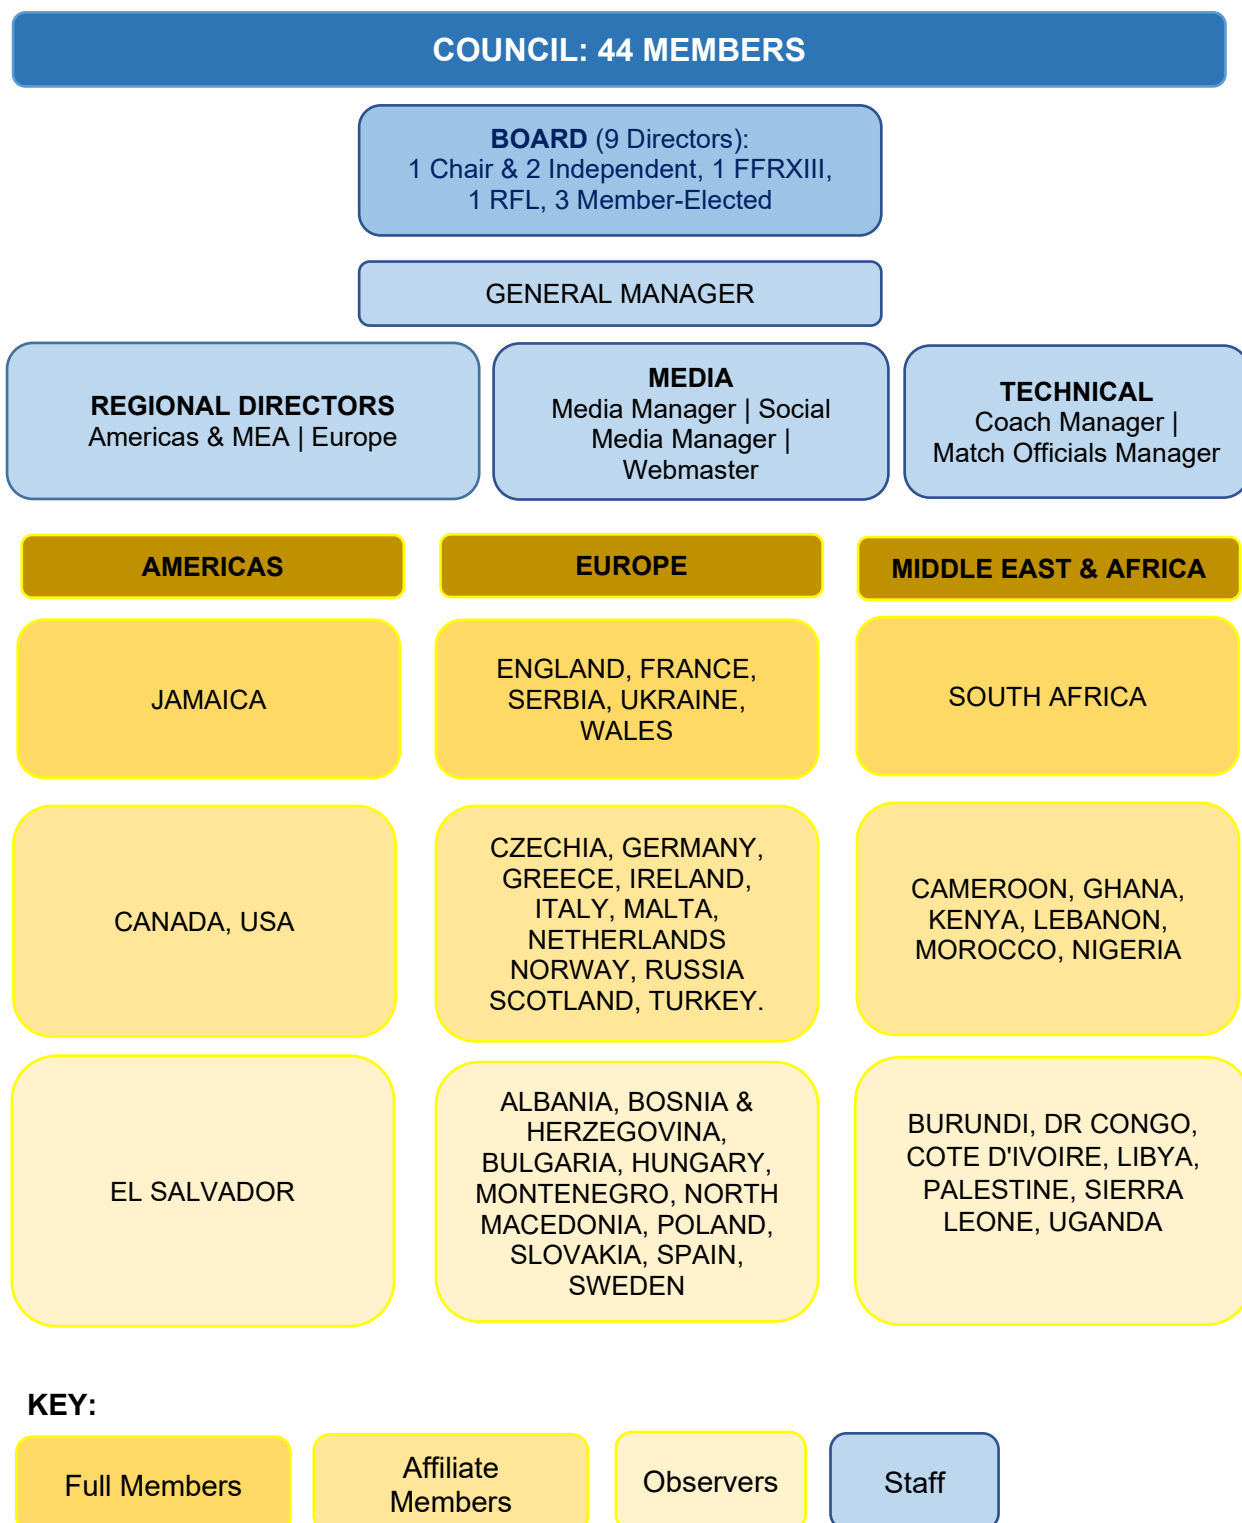 COUNCIL: 44 MEMBERS
BOARD (9 Directors):
1 Chair & 2 Independent, 1 FFRXIII,
1 RFL, 3 Member-Elected
GENERAL MANAGER
REGIONAL DIRECTORS
Americas & MEA | Europe
MEDIA
Media Manager | Social
Media Manager |
Webmaster
TECHNICAL
Coach Manager |
Match Officials Manager
AMERICAS
EUROPE
MIDDLE EAST & AFRICA
JAMAICA
ENGLAND, FRANCE,
SERBIA, UKRAINE,
WALES
SOUTH AFRICA
CANADA, USA
CZECHIA, GERMANY,
GREECE, IRELAND,
ITALY, MALTA,
NETHERLANDS
NORWAY, RUSSIA
SCOTLAND, TURKEY.
CAMEROON, GHANA,
KENYA, LEBANON,
MOROCCO, NIGERIA
EL SALVADOR
ALBANIA, BOSNIA &
HERZEGOVINA,
BULGARIA, HUNGARY,
MONTENEGRO, NORTH
MACEDONIA, POLAND,
SLOVAKIA, SPAIN,
SWEDEN
BURUNDI, DR CONGO,
COTE D'IVOIRE, LIBYA,
PALESTINE, SIERRA
LEONE, UGANDA
KEY:
Full Members
Affiliate
Members
Observers
Staff